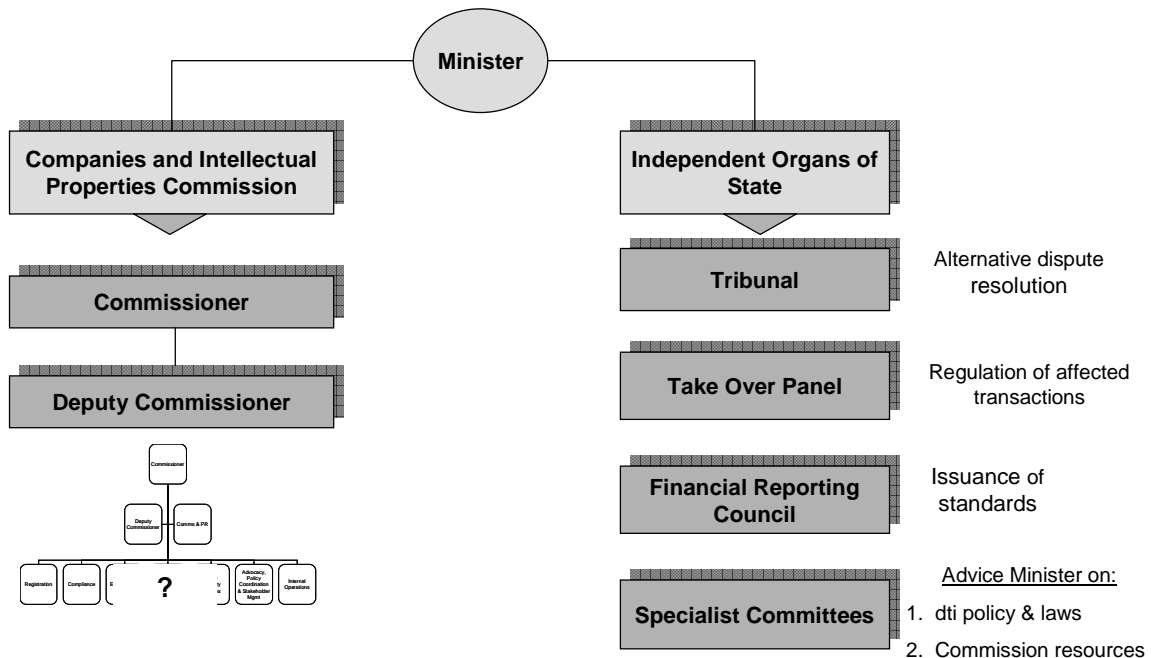 Minister
Companies and Intellectual
Properties Commission
Commissioner
Deputy Commissioner
Commissioner
Deputy
Commissioner
Comms & PR
Registration
Compliance
?
Advocacy,
Policy
Coordination
& Stakeholder
Mgmt
Internal
Operations
Independent Organs of
State
Tribunal
Alternative dispute
resolution
Take Over Panel
Regulation of affected
transactions
Financial Reporting
Council
Issuance of
standards
Specialist Committees
Advice Minister on:
1. dti policy & laws
2. Commission resources